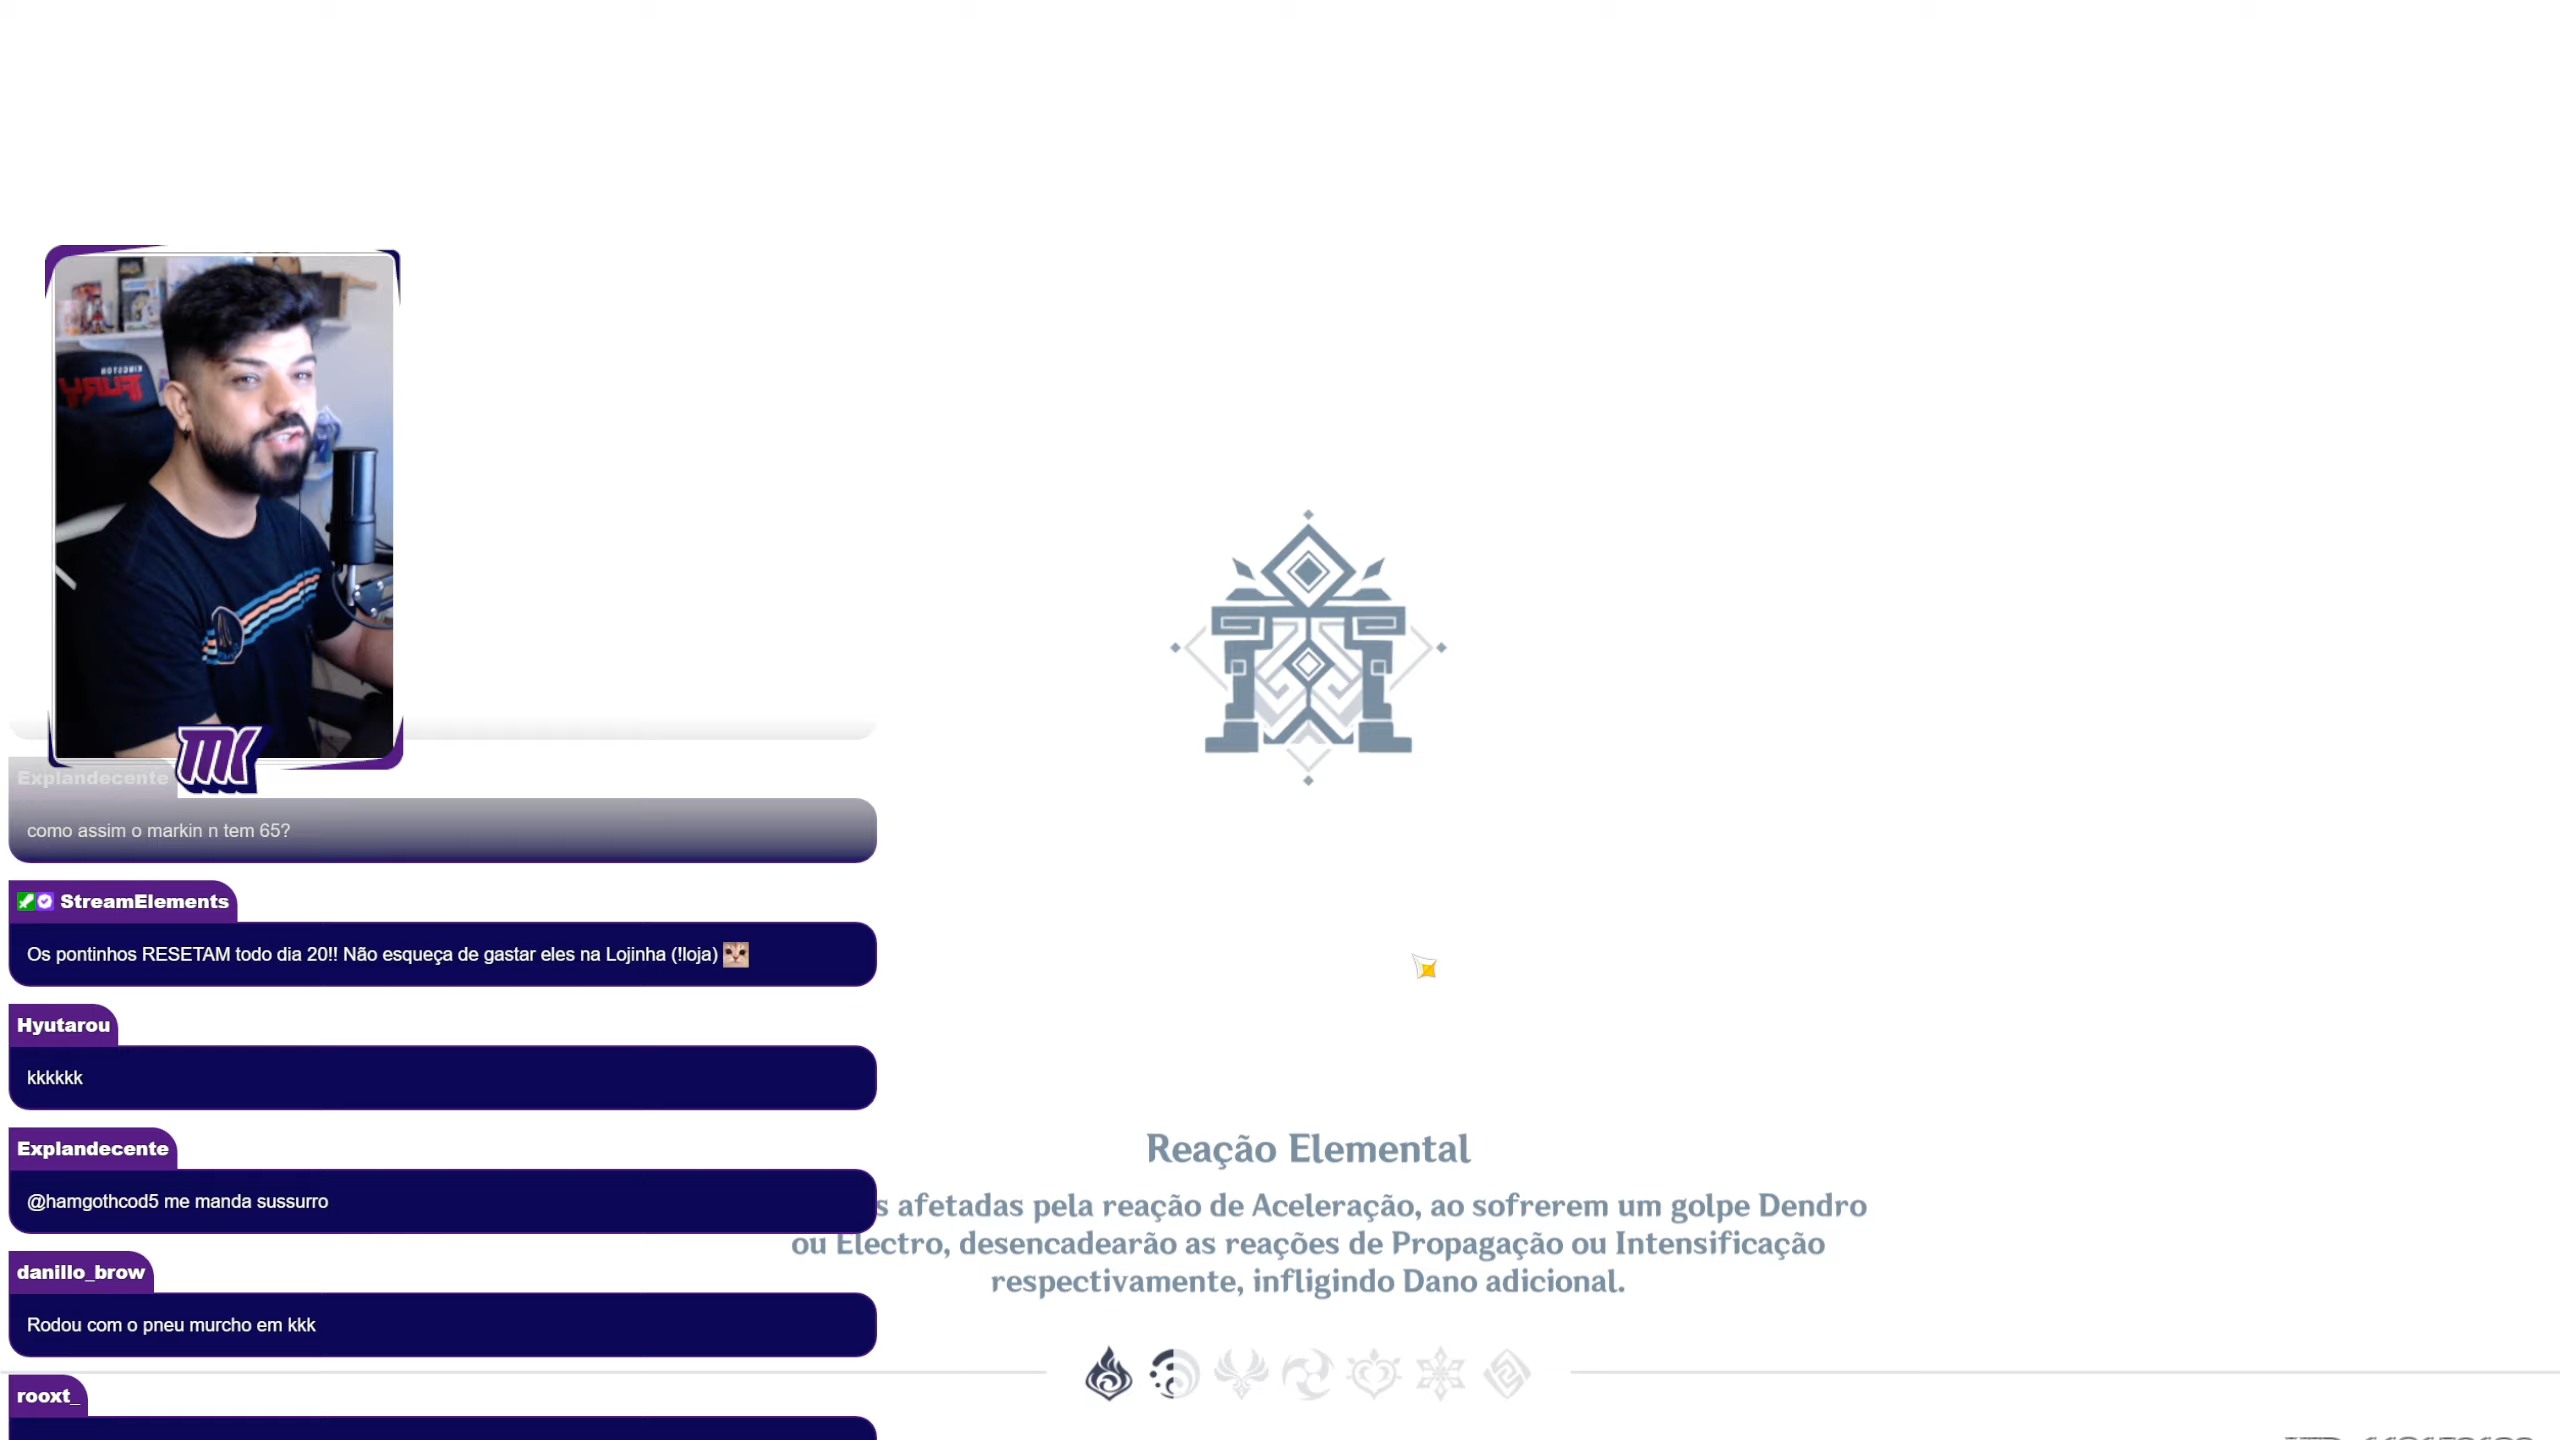 KINGSTON
FURY
MK
Explandecente
como assim o markin n tem 65?
StreamElements
Os pontinhos RESETAM todo dia 20!! Não esqueça de gastar eles na Lojinha (!loja)
Hyutarou
kkkkkk
Explandecente
@hamgothcod5 me manda sussurro
danillo_brow
Rodou com o pneu murcho em kkk
rooxt_
Reação Elemental
s afetadas pela reação de Aceleração, ao sofrerem um golpe Dendro
ou Electro, desencadearão as reações de Propagação ou Intensificação
respectivamente, infligindo Dano adicional.